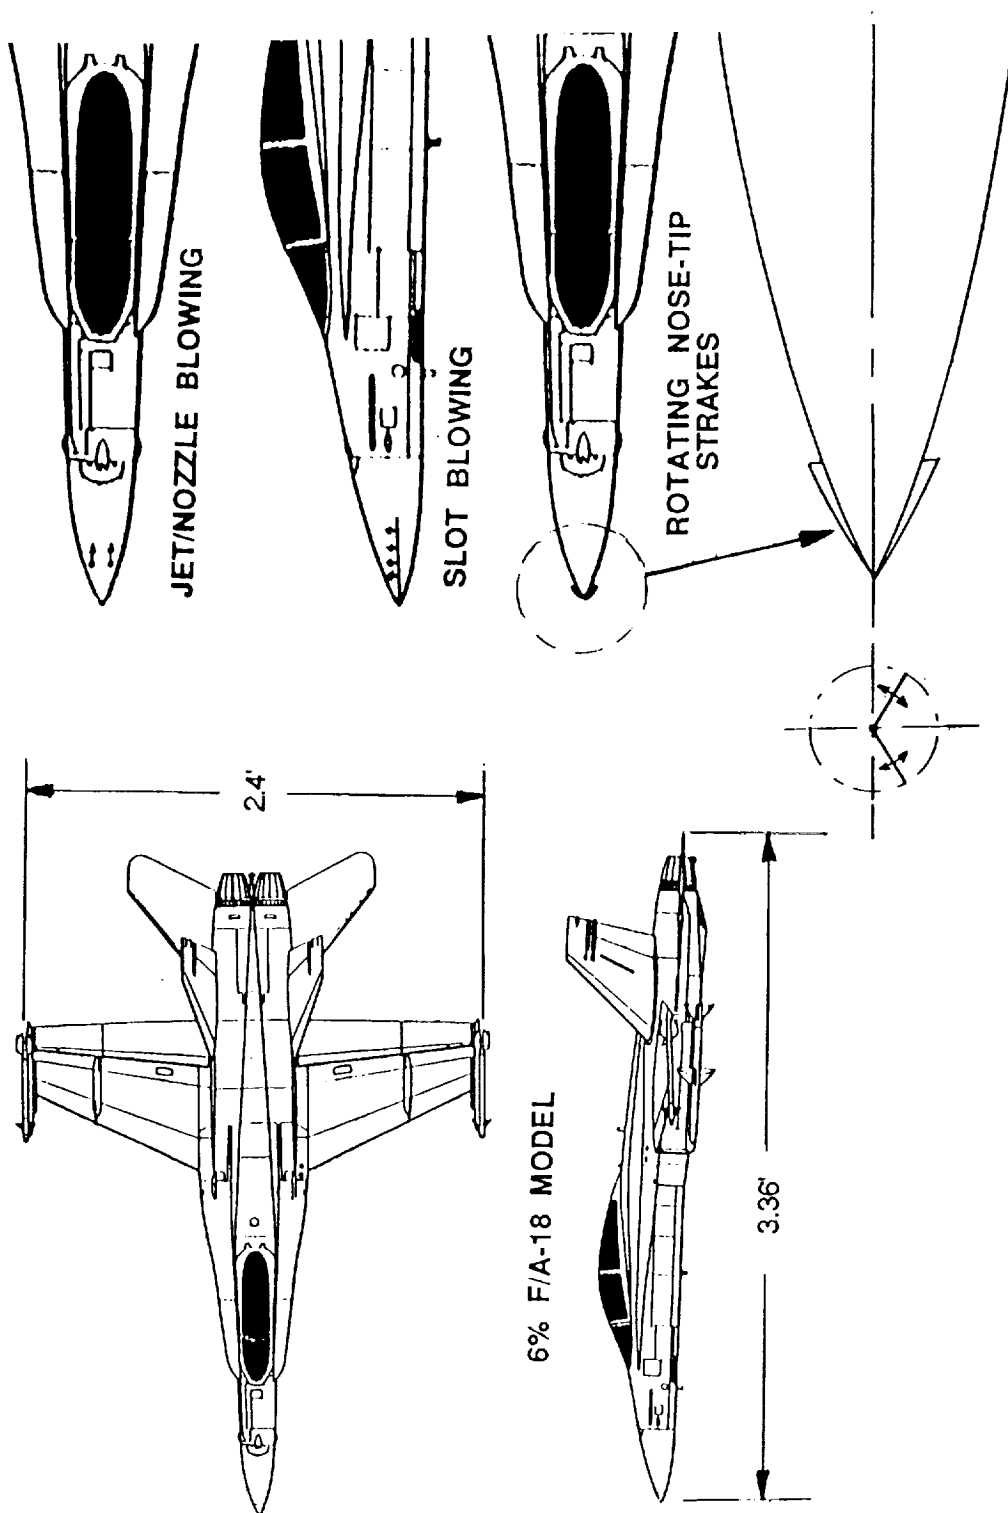 JET/NOZZLE BLOWING
SLOT BLOWING
ROTATING NOSE-TIP
STRAKES
2.4'
6% F/A-18 MODEL
3.36'